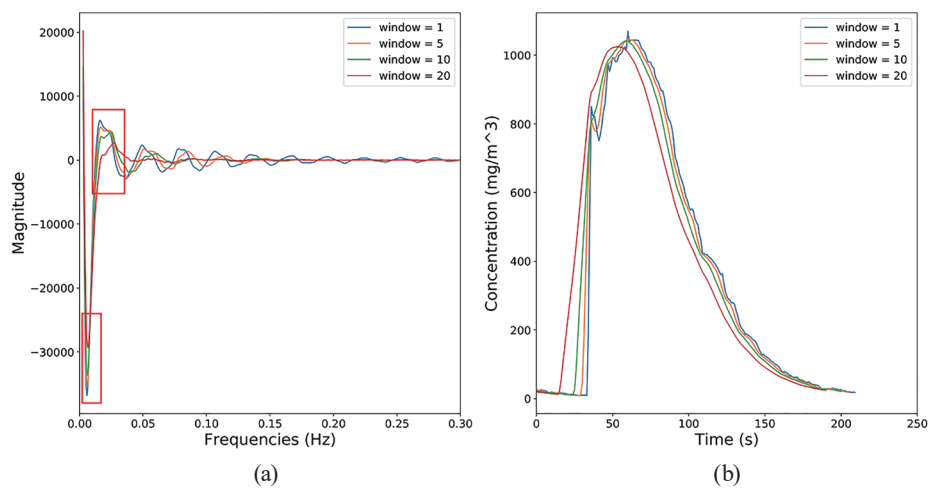 20000
10000
0
−10000
−20000
−30000
Magnitude
0.00 0.05 0.10 0.15 0.20 0.25 0.30
Frequencies (Hz)
window = 1
window = 5
window = 10
window = 20
(a)
1000
800
600
400
200
0
Concentration (mg/m^3)
0 50 100 150 200 250
Time (s)
window = 1
window = 5
window = 10
window = 20
(b)